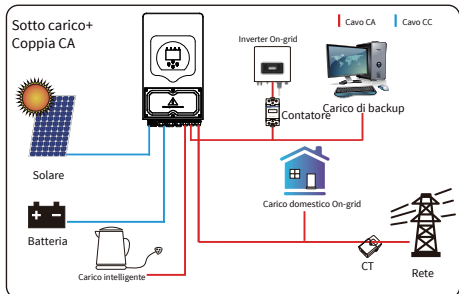 Sotto carico+
Coppia CA
Cavo CA
Cavo CC
Inverter On-grid
Contatore
Carico di backup
Solare
Carico domestico On-grid
Batteria
Carico intelligente
CT
Rete